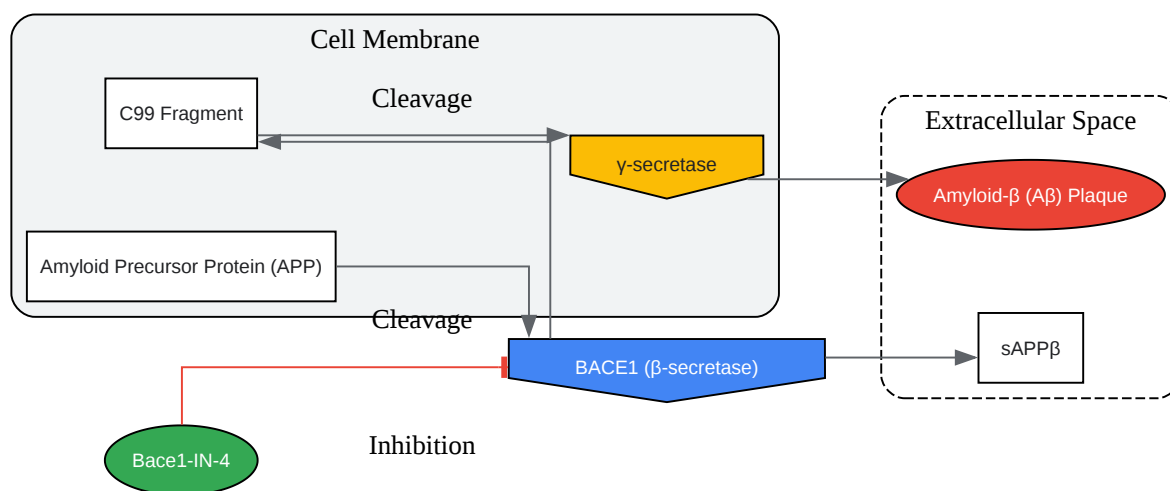 Cell Membrane
C99 Fragment
Cleavage
Extracellular Space
γ-secretase
Amyloid-β (Aβ) Plaque
Amyloid Precursor Protein (APP)
Cleavage
BACE1 (β-secretase)
sAPPβ
Inhibition
Bace1-IN-4